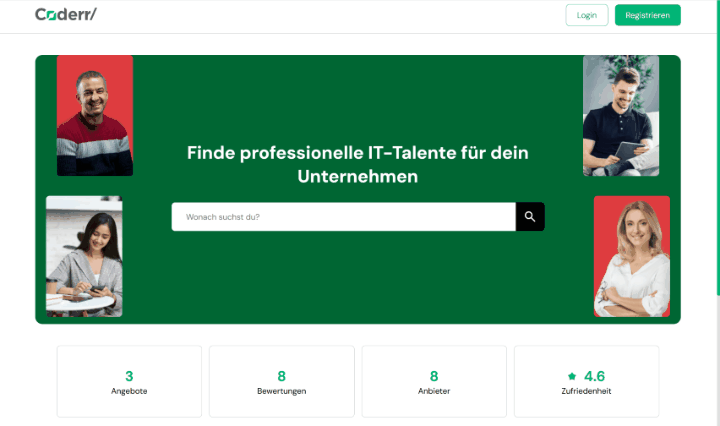 Coderr/
Login
Registrieren
Finde professionelle IT-Talente für dein
Unternehmen
Wonach suchst du?
3
Angebote
8
Bewertungen
8
Anbieter
4.6
Zufriedenheit